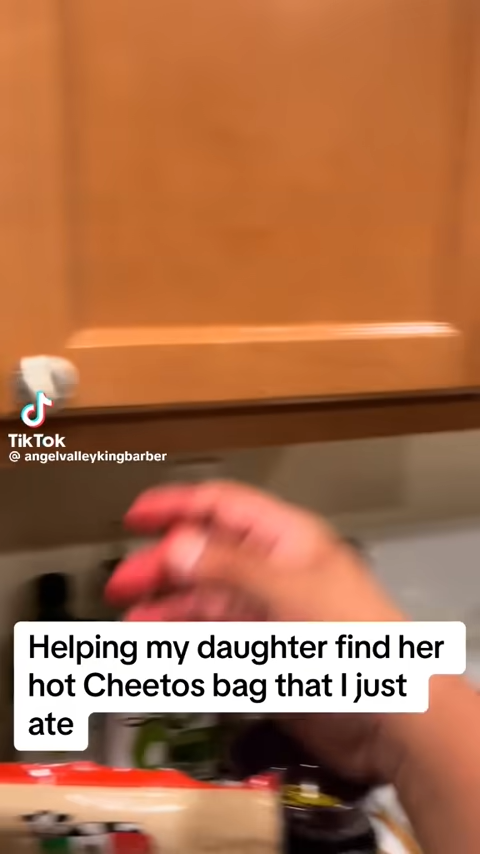 TikTok
@ angelvalleykingbarber
Helping my daughter find her
hot Cheetos bag that I just
ate